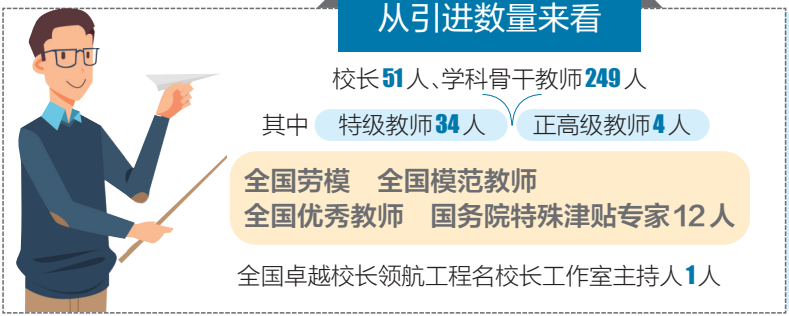 从引进数量来看
校长51人、学科骨干教师249人
其中 特级教师34人 正高级教师4人
全国劳模 全国模范教师
全国优秀教师 国务院特殊津贴专家12人
全国卓越校长领航工程名校长工作室主持人1人